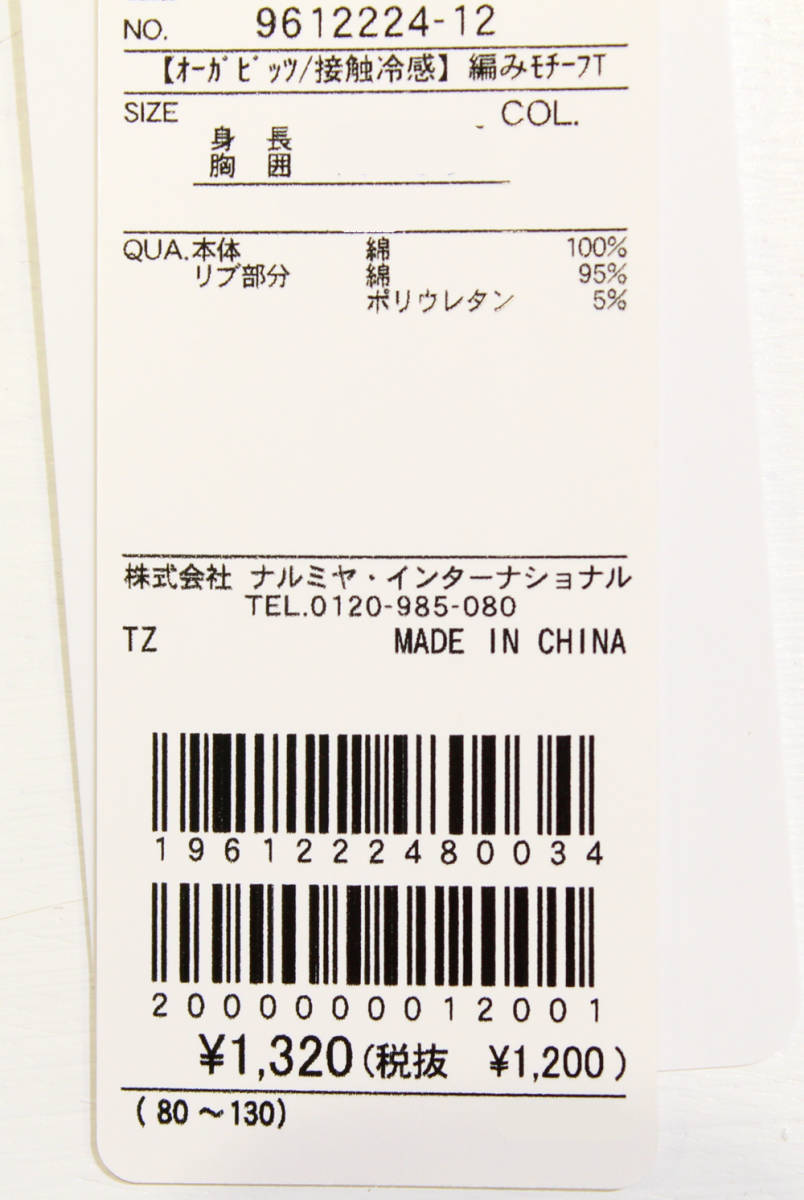 NO. 9612224-12
【オーガビッツ/接触冷感】編みモチーフT
SIZE COL.
身 長
胸 囲
QUA. 本体 綿 100%
リブ部分 綿 95%
ポリウレタン 5%
株式会社 ナルミヤ・インターナショナル
TEL.0120-985-080
TZ MADE IN CHINA
1961222480034
2000000012001
¥1,320(税抜 ¥1,200)
(80～130)